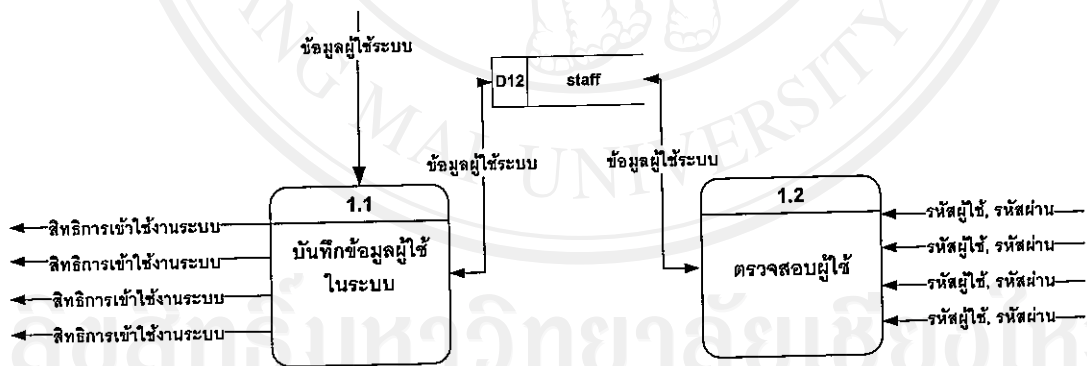 ข้อมูลผู้ใช้ระบบ
D12 staff
ข้อมูลผู้ใช้ระบบ
ข้อมูลผู้ใช้ระบบ
1.1
บันทึกข้อมูลผู้ใช้
ในระบบ
สิทธิการเข้าใช้งานระบบ
สิทธิการเข้าใช้งานระบบ
สิทธิการเข้าใช้งานระบบ
สิทธิการเข้าใช้งานระบบ
1.2
ตรวจสอบผู้ใช้
รหัสผู้ใช้, รหัสผ่าน
รหัสผู้ใช้, รหัสผ่าน
รหัสผู้ใช้, รหัสผ่าน
รหัสผู้ใช้, รหัสผ่าน
MAI UNIVERSITY